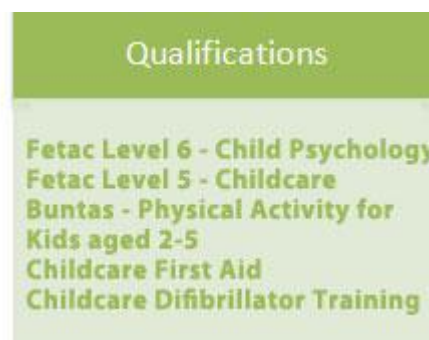 Qualifications
Fetac Level 6 - Child Psychology
Fetac Level 5 - Childcare
Buntas - Physical Activity for
Kids aged 2-5
Childcare First Aid
Childcare Difibrillator Training